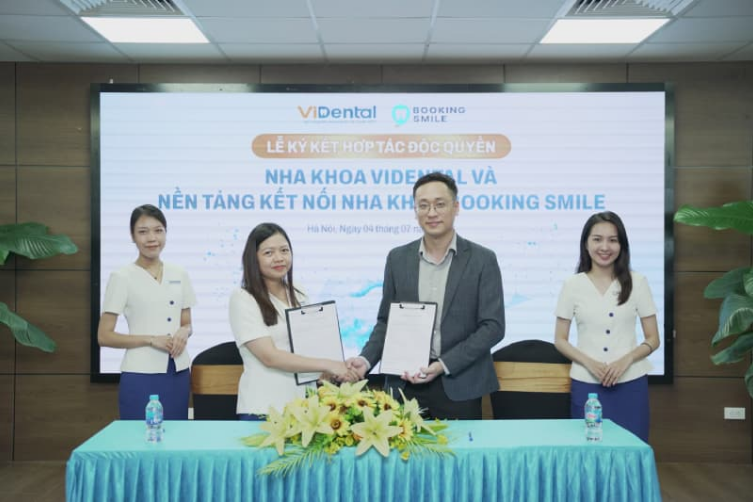 ViDental
BOOKING
SMILE
LỄ KÝ KẾT HỢP TÁC ĐỘC QUYỀN
NHA KHOA VIDENTAL VÀ
NỀN TẢNG KẾT NỐI NHA KHOA BOOKING SMILE
Hà Nội, Ngày 04 tháng 07